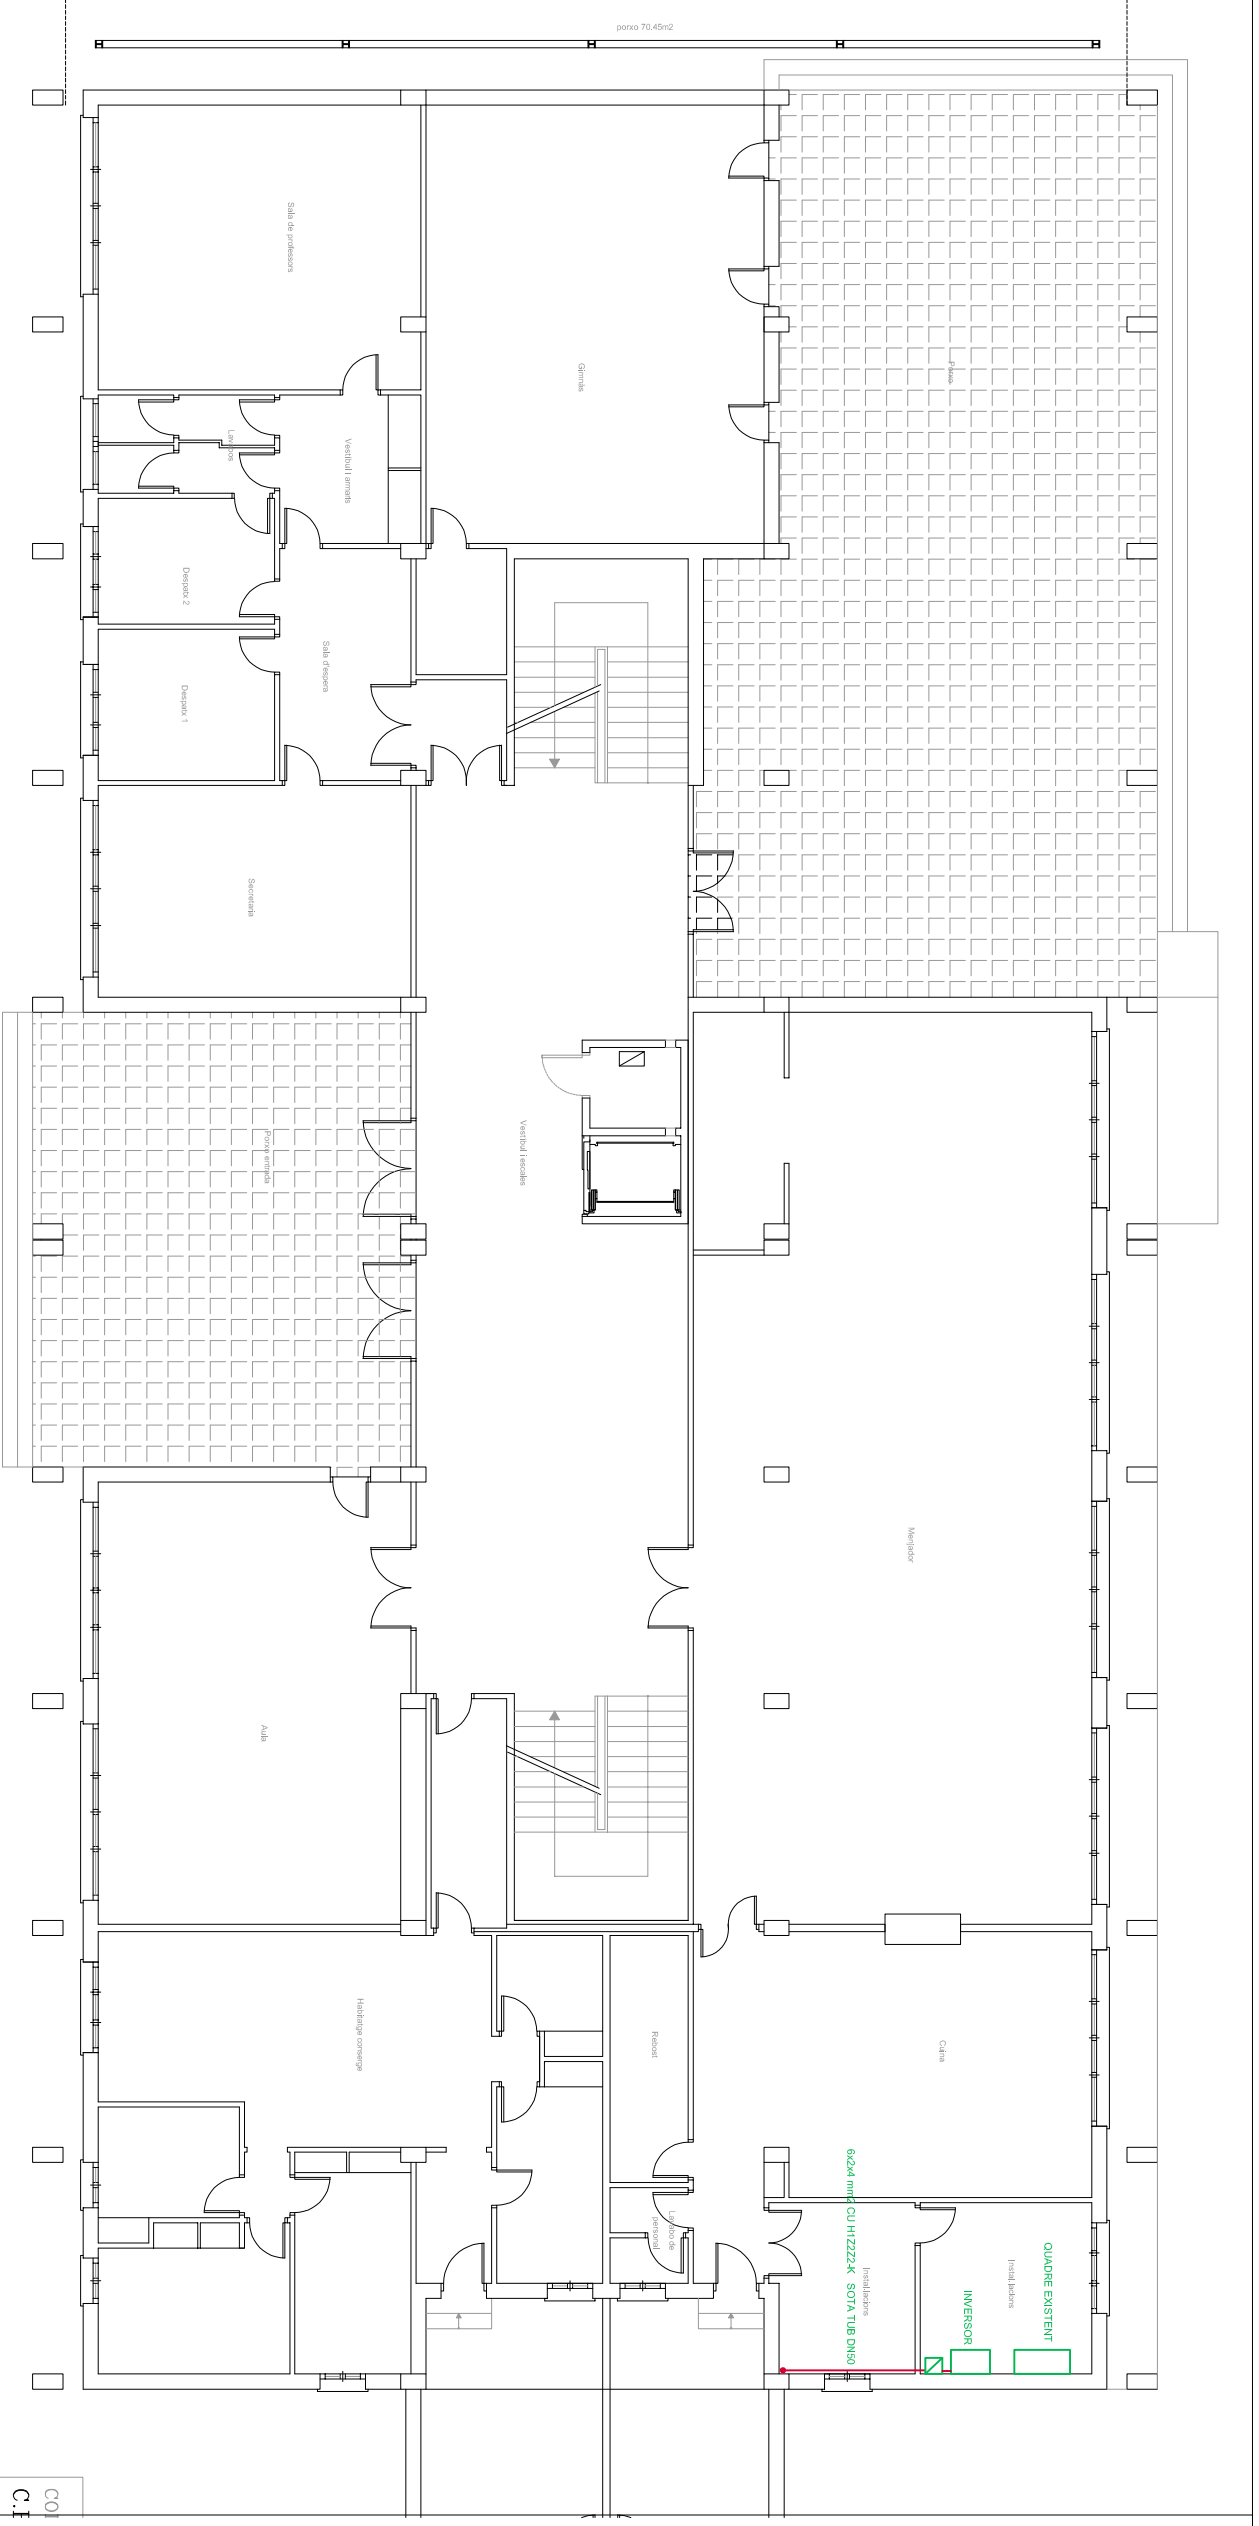 porxo 70.45m2
Sala de professors
Gimnàs
Porxo
Lavabos
Vestíbul i armaris
Despatx 2
Sala d'espera
Despatx 1
Secretaria
Porxo entrada
Vestíbul i escales
Menjador
Aula
Habitatge conserge
Rebost
Cuina
Lavabo de
personal
6x2x4 mm2 CU H1Z2Z2-K SOTA TUB DN50
Instal.lacions
Instal.lacions
INVERSOR
QUADRE EXISTENT